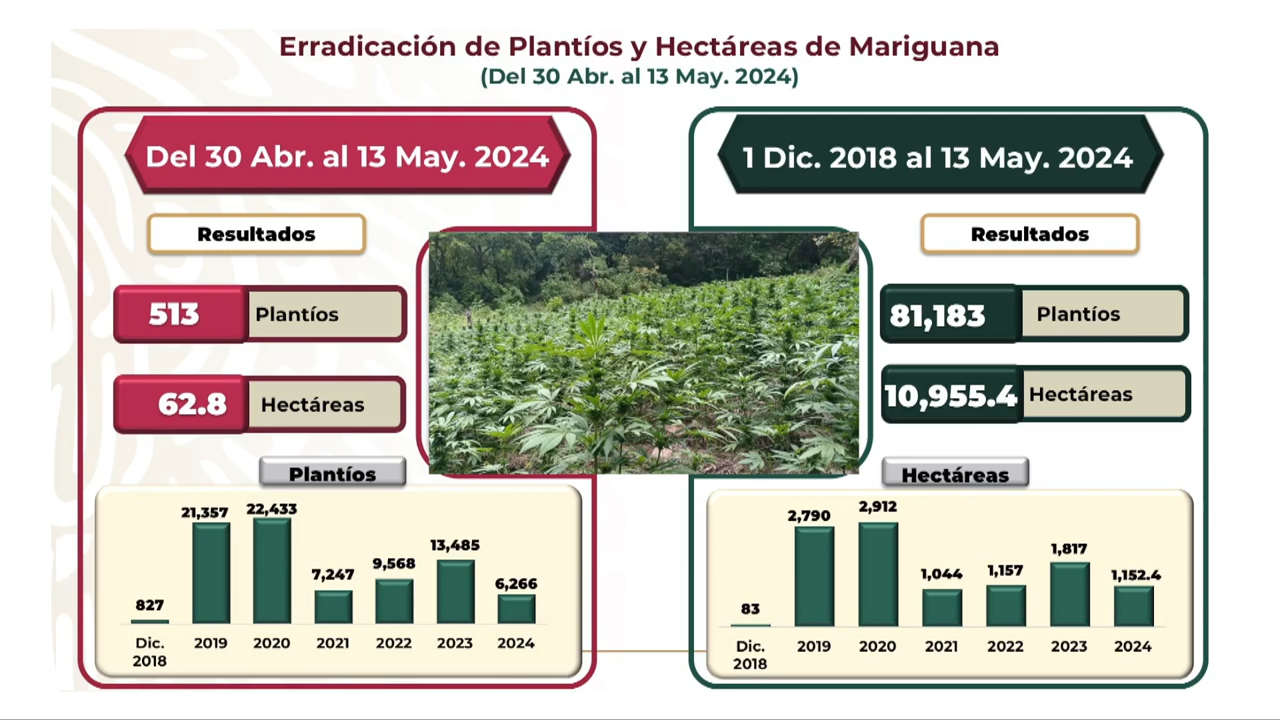 Erradicación de Plantíos y Hectáreas de Mariguana
(Del 30 Abr. al 13 May. 2024)
Del 30 Abr. al 13 May. 2024
Resultados
513 Plantíos
62.8 Hectáreas
Plantíos
827
21,357
22,433
7,247
9,568
13,485
6,266
Dic. 2018
2019
2020
2021
2022
2023
2024
1 Dic. 2018 al 13 May. 2024
Resultados
81,183 Plantíos
10,955.4 Hectáreas
Hectáreas
83
2,790
2,912
1,044
1,157
1,817
1,152.4
Dic. 2018
2019
2020
2021
2022
2023
2024